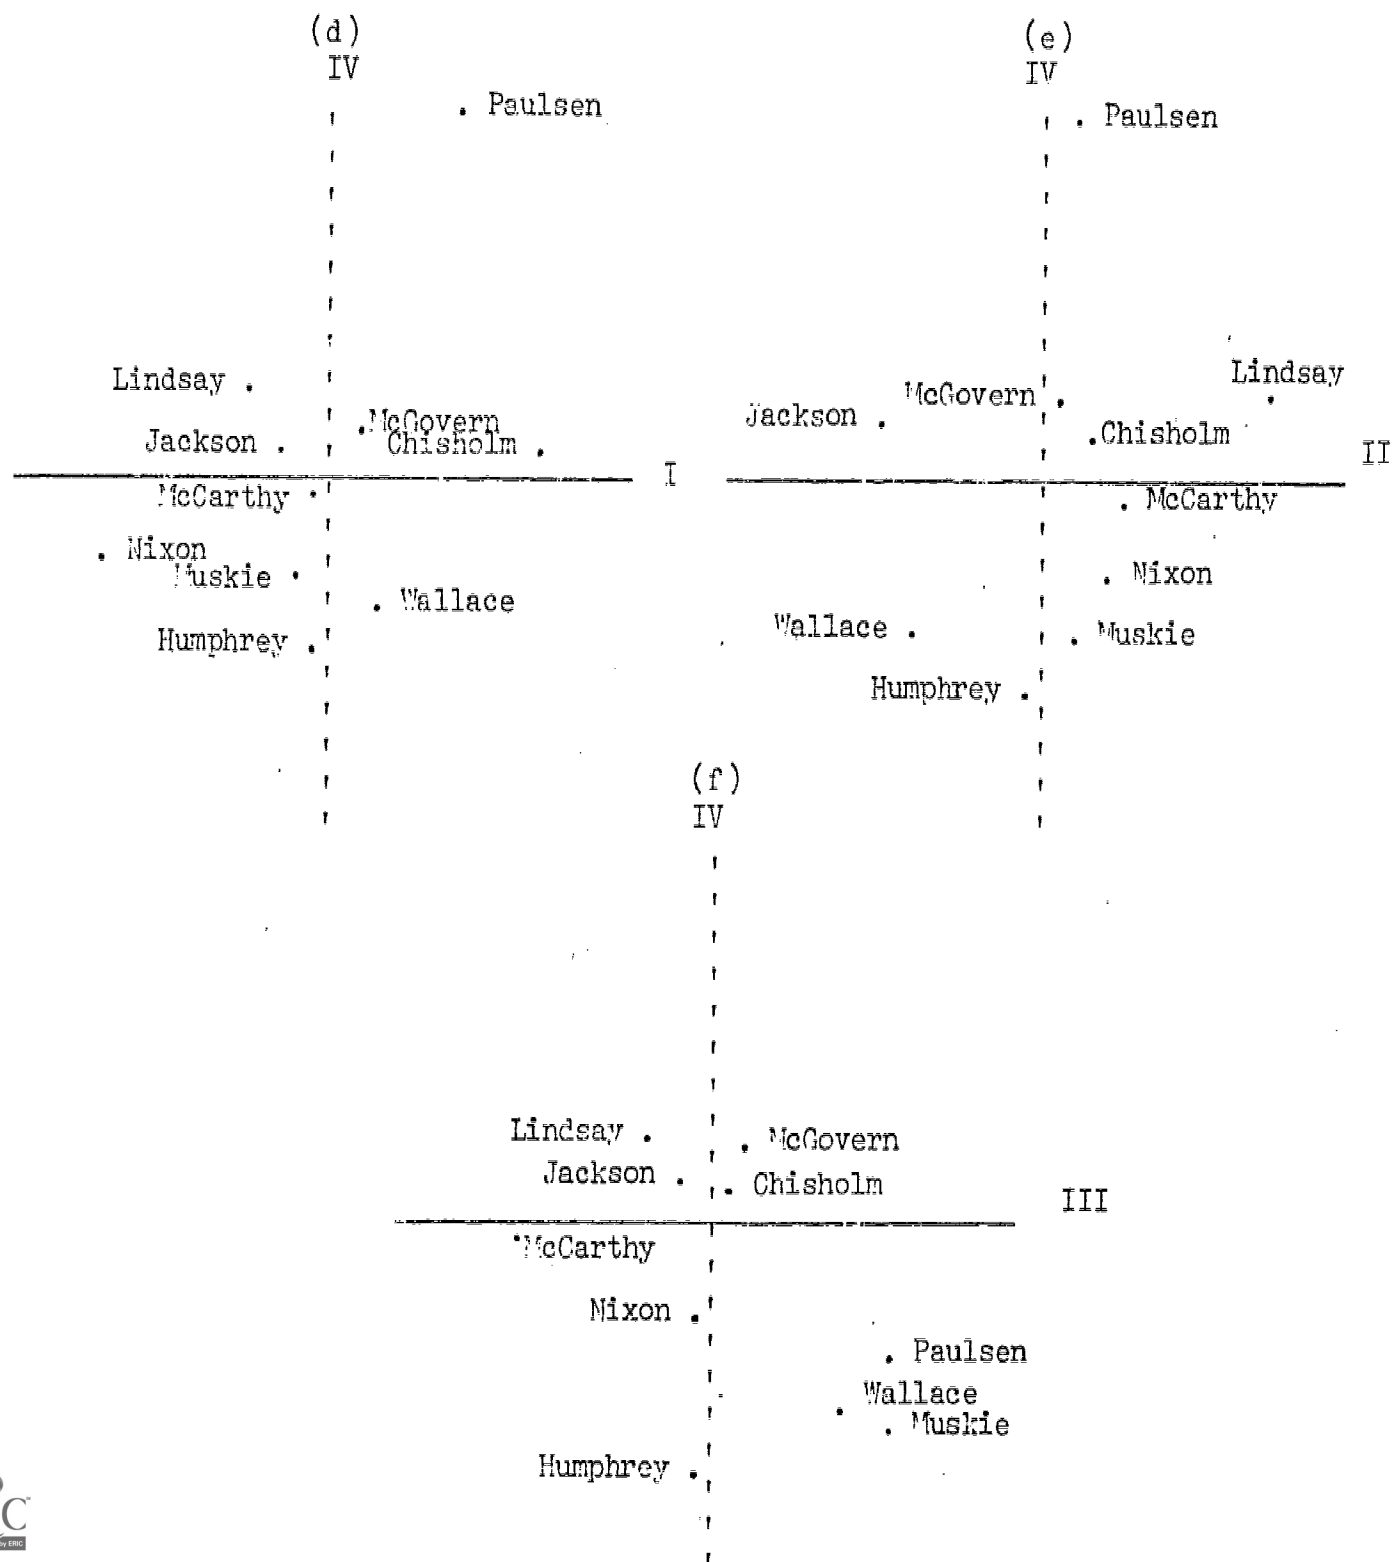 (d)
IV
. Paulsen
Lindsay .
.McGovern
Jackson .
Chisholm .
I
McCarthy .
. Nixon
Muskie .
. Wallace
Humphrey .
(e)
IV
. Paulsen
Lindsay
McGovern .
Jackson .
.Chisholm
II
. McCarthy
. Nixon
Wallace .
. Muskie
Humphrey .
(f)
IV
Lindsay .
. McGovern
Jackson .
. Chisholm
III
.McCarthy
Nixon .
. Paulsen
Wallace
. Muskie
Humphrey .